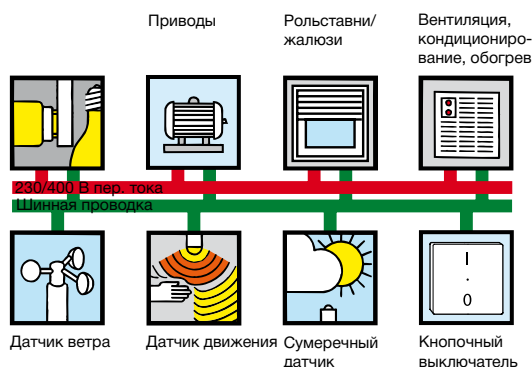 Приводы
Рольставни/
жалюзи
Вентиляция,
кондициониро-
вание, обогрев
230/400 В пер. тока
Шинная проводка
I
0
Датчик ветра
Датчик движения
Сумеречный
датчик
Кнопочный
выключатель